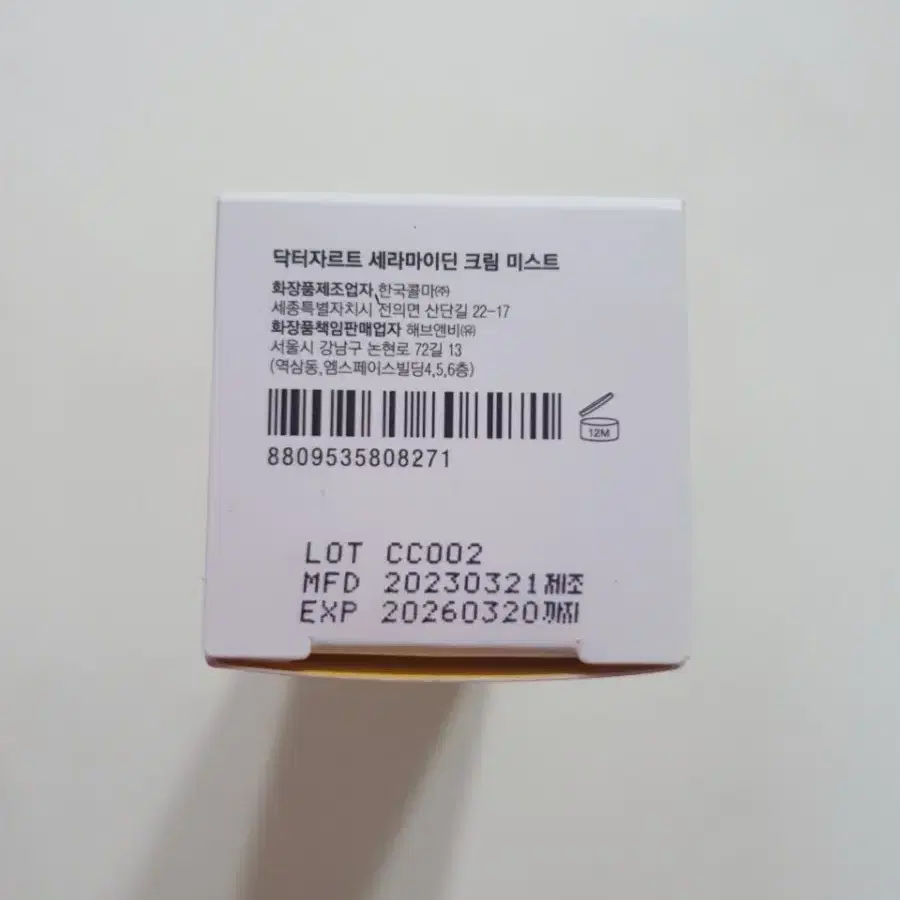 닥터자르트 세라마이딘 크림 미스트
화장품제조업자 한국콜마㈜
세종특별자치시 전의면 산단길 22-17
화장품책임판매업자 해브앤비㈲
서울시 강남구 논현로 72길 13
(역삼동,엠스페이스빌딩4,5,6층)
12M
8809535808271
LOT CC002
MFD 20230321제조
EXP 20260320까지